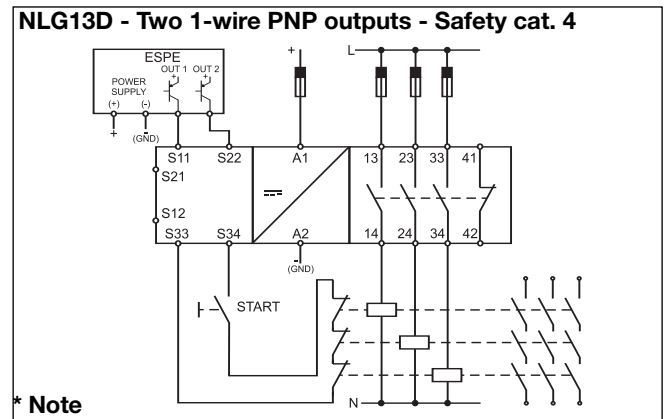 NLG13D - Two 1-wire PNP outputs - Safety cat. 4
ESPE
OUT 1 OUT 2
+ +
POWER
SUPPLY
(+) (-)
+ -
(GND)
+ L
S11 S22 A1 13 23 33 41
S21
S12
S33 S34 A2 14 24 34 42
-
(GND)
START
N
* Note